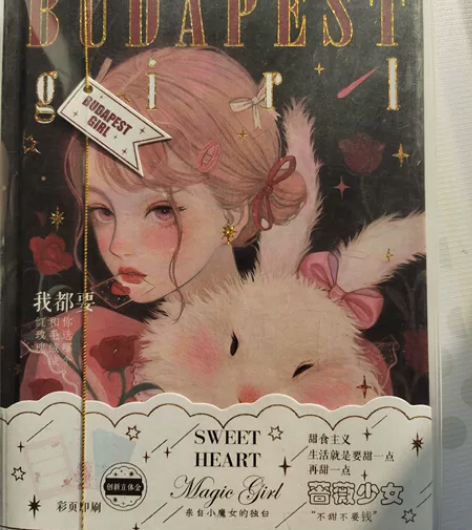 BUDAPEST
girl
BUDAPEST
GIRL
我都要
SWEET
HEART
Magic Girl
来自小魔女的独白
甜食主义
生活就是要甜一点
再甜一点
蔷薇少女
"不甜不要钱"
创新立体金
彩页印刷